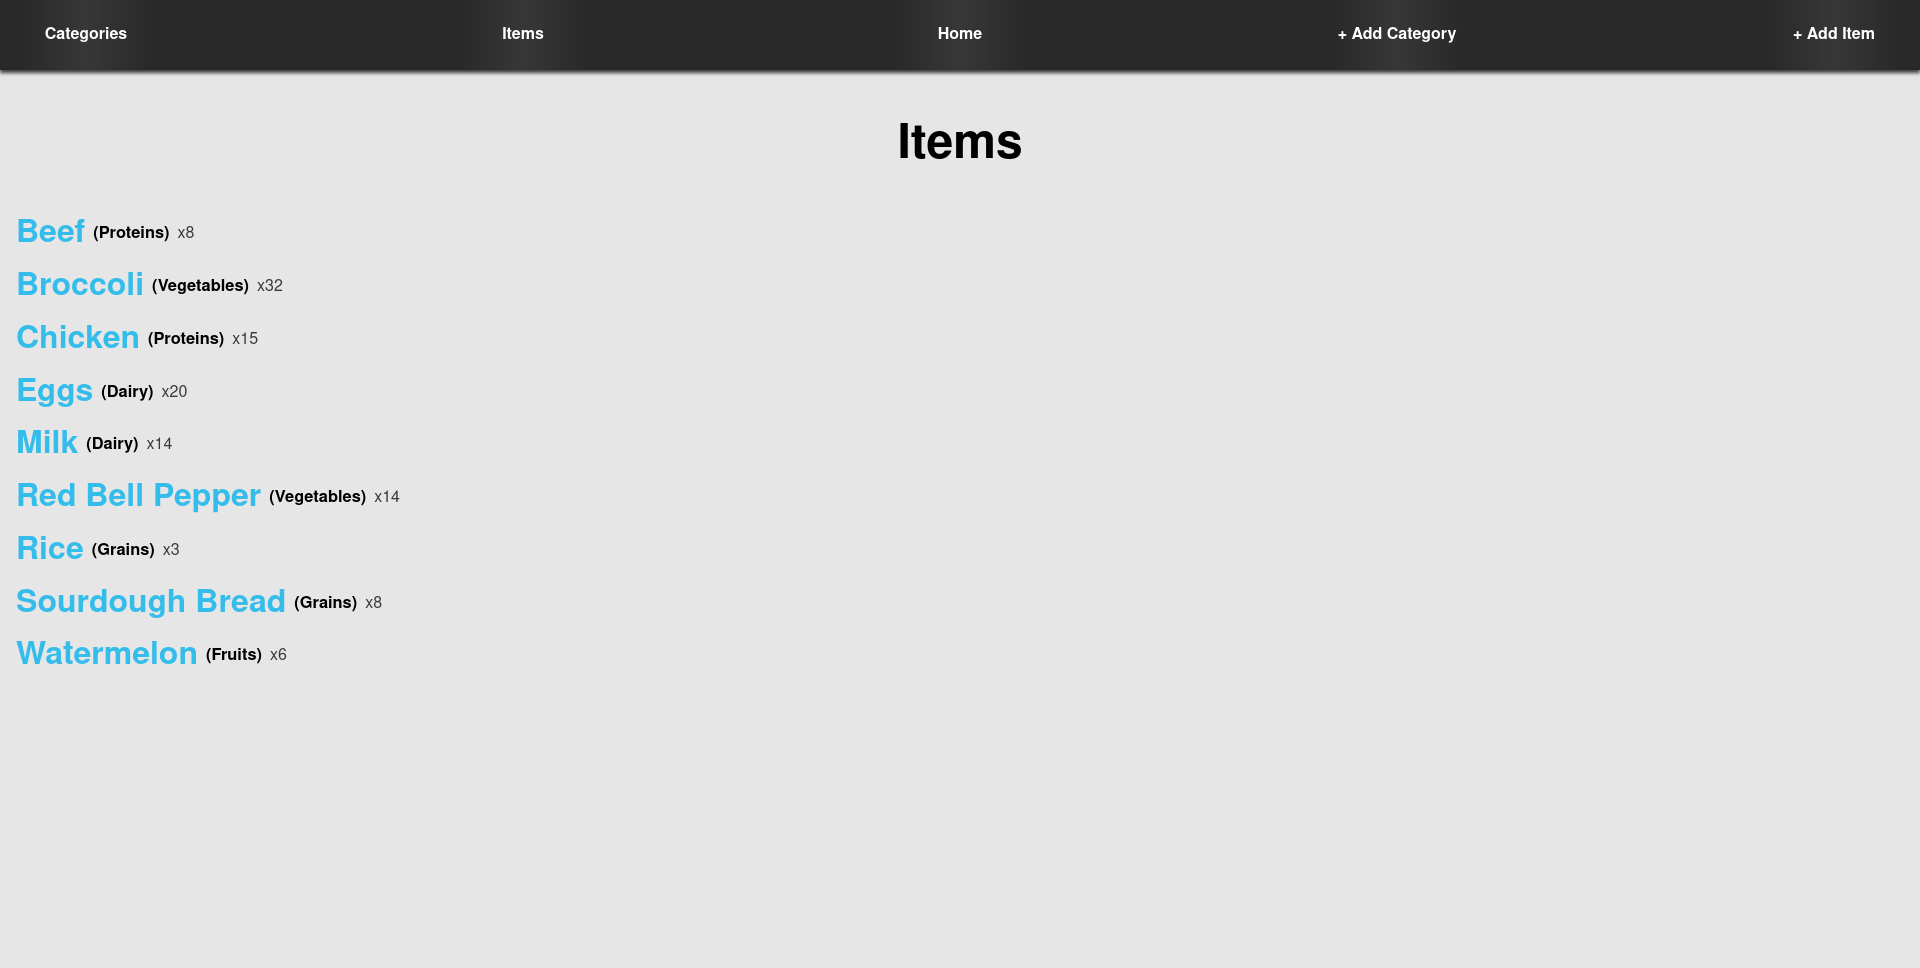 Categories Items Home + Add Category + Add Item
Items
Beef (Proteins) x8
Broccoli (Vegetables) x32
Chicken (Proteins) x15
Eggs (Dairy) x20
Milk (Dairy) x14
Red Bell Pepper (Vegetables) x14
Rice (Grains) x3
Sourdough Bread (Grains) x8
Watermelon (Fruits) x6